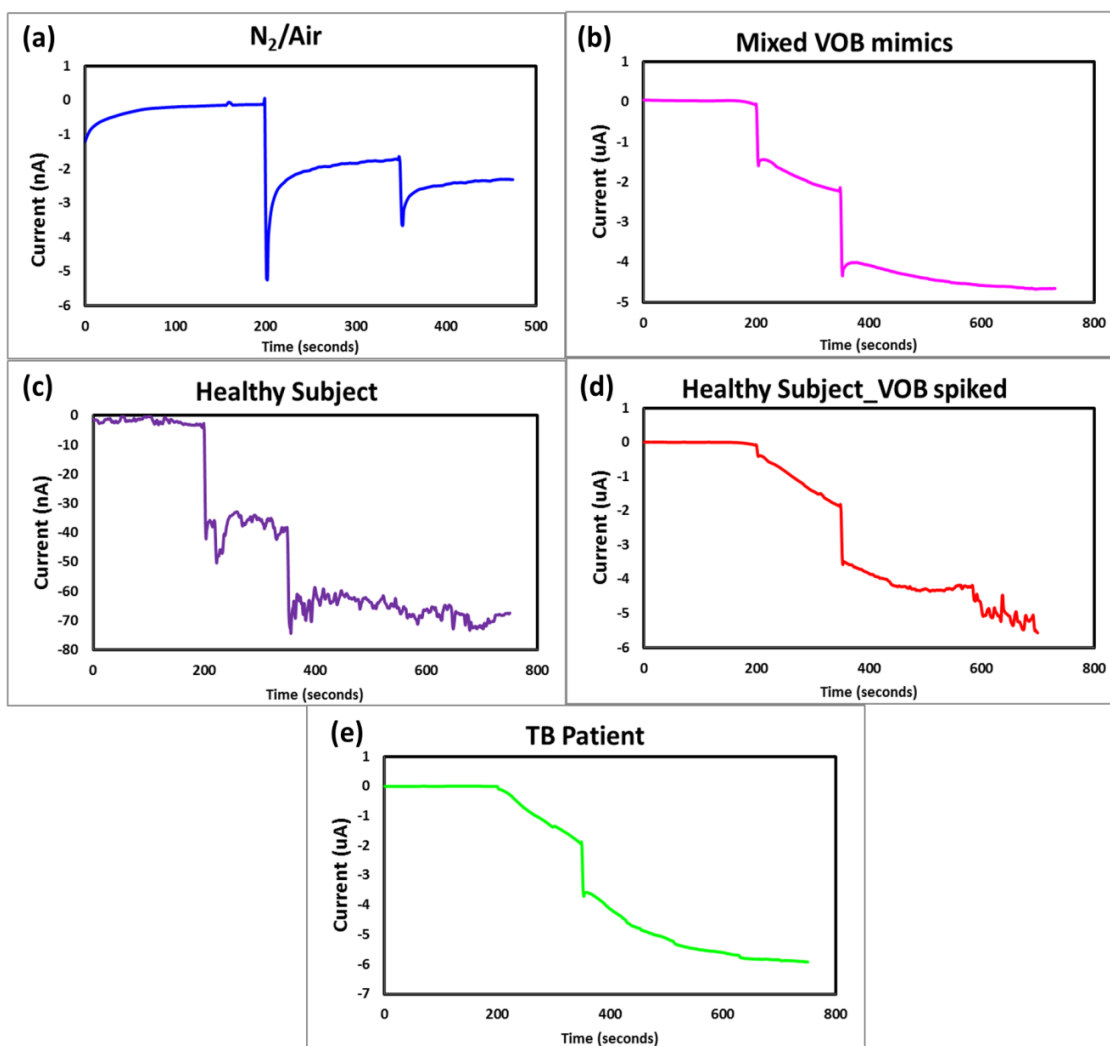 (a)
N₂/Air
1
0
-1
-2
-3
-4
-5
-6
Current (nA)
0 100 200 300 400 500
Time (seconds)
(b)
Mixed VOB mimics
1
0
-1
-2
-3
-4
-5
Current (uA)
0 200 400 600 800
Time (seconds)
(c)
Healthy Subject
0
-10
-20
-30
-40
-50
-60
-70
-80
Current (nA)
0 200 400 600 800
Time (seconds)
(d)
Healthy Subject_VOB spiked
1
0
-1
-2
-3
-4
-5
-6
Current (uA)
0 200 400 600 800
Time (seconds)
(e)
TB Patient
1
0
-1
-2
-3
-4
-5
-6
-7
Current (uA)
0 200 400 600 800
Time (seconds)